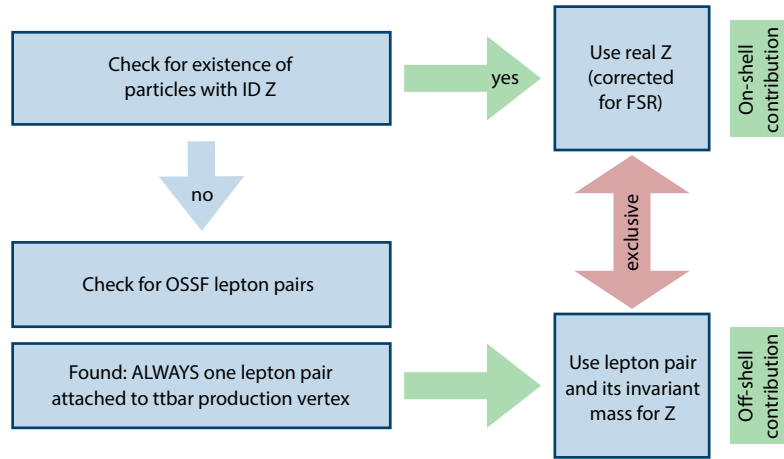 Check for existence of
particles with ID Z
yes
Use real Z
(corrected
for FSR)
On-shell
contribution
no
exclusive
Check for OSSF lepton pairs
Found: ALWAYS one lepton pair
attached to ttbar production vertex
Use lepton pair
and its invariant
mass for Z
Off-shell
contribution